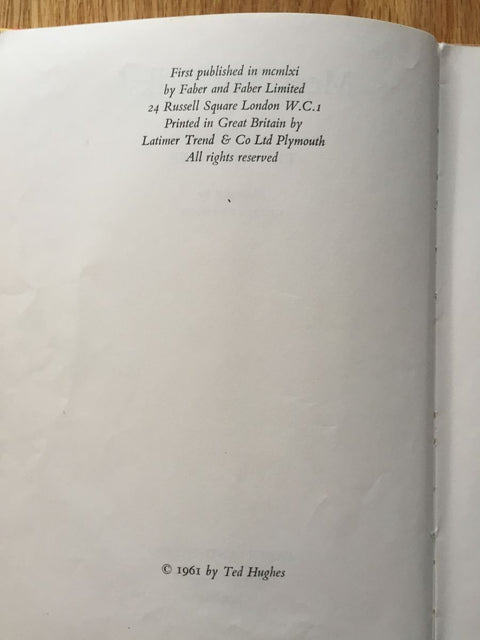 First published in mcmlxi
by Faber and Faber Limited
24 Russell Square London W.C.1
Printed in Great Britain by
Latimer Trend & Co Ltd Plymouth
All rights reserved
© 1961 by Ted Hughes